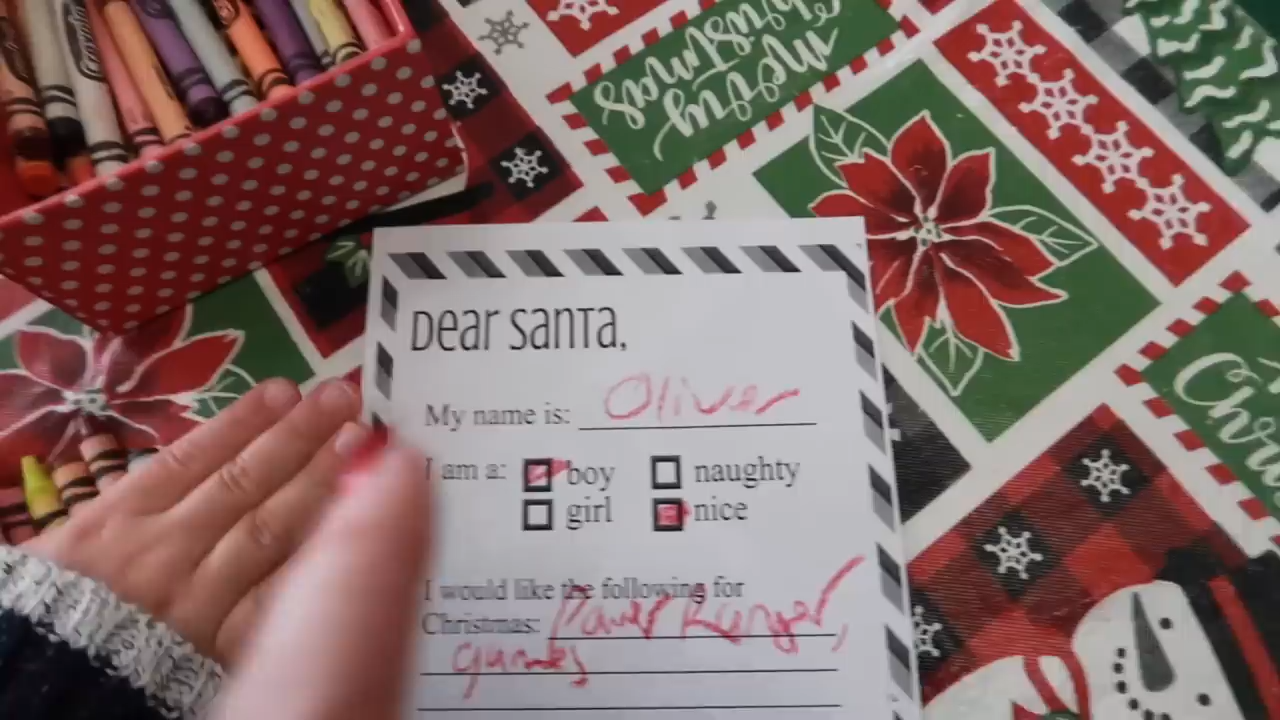 Crayola
Merry
Christmas
Dear Santa,
My name is: Oliver
I am a: boy naughty
girl nice
I would like the following for
Christmas: Power Ranger,